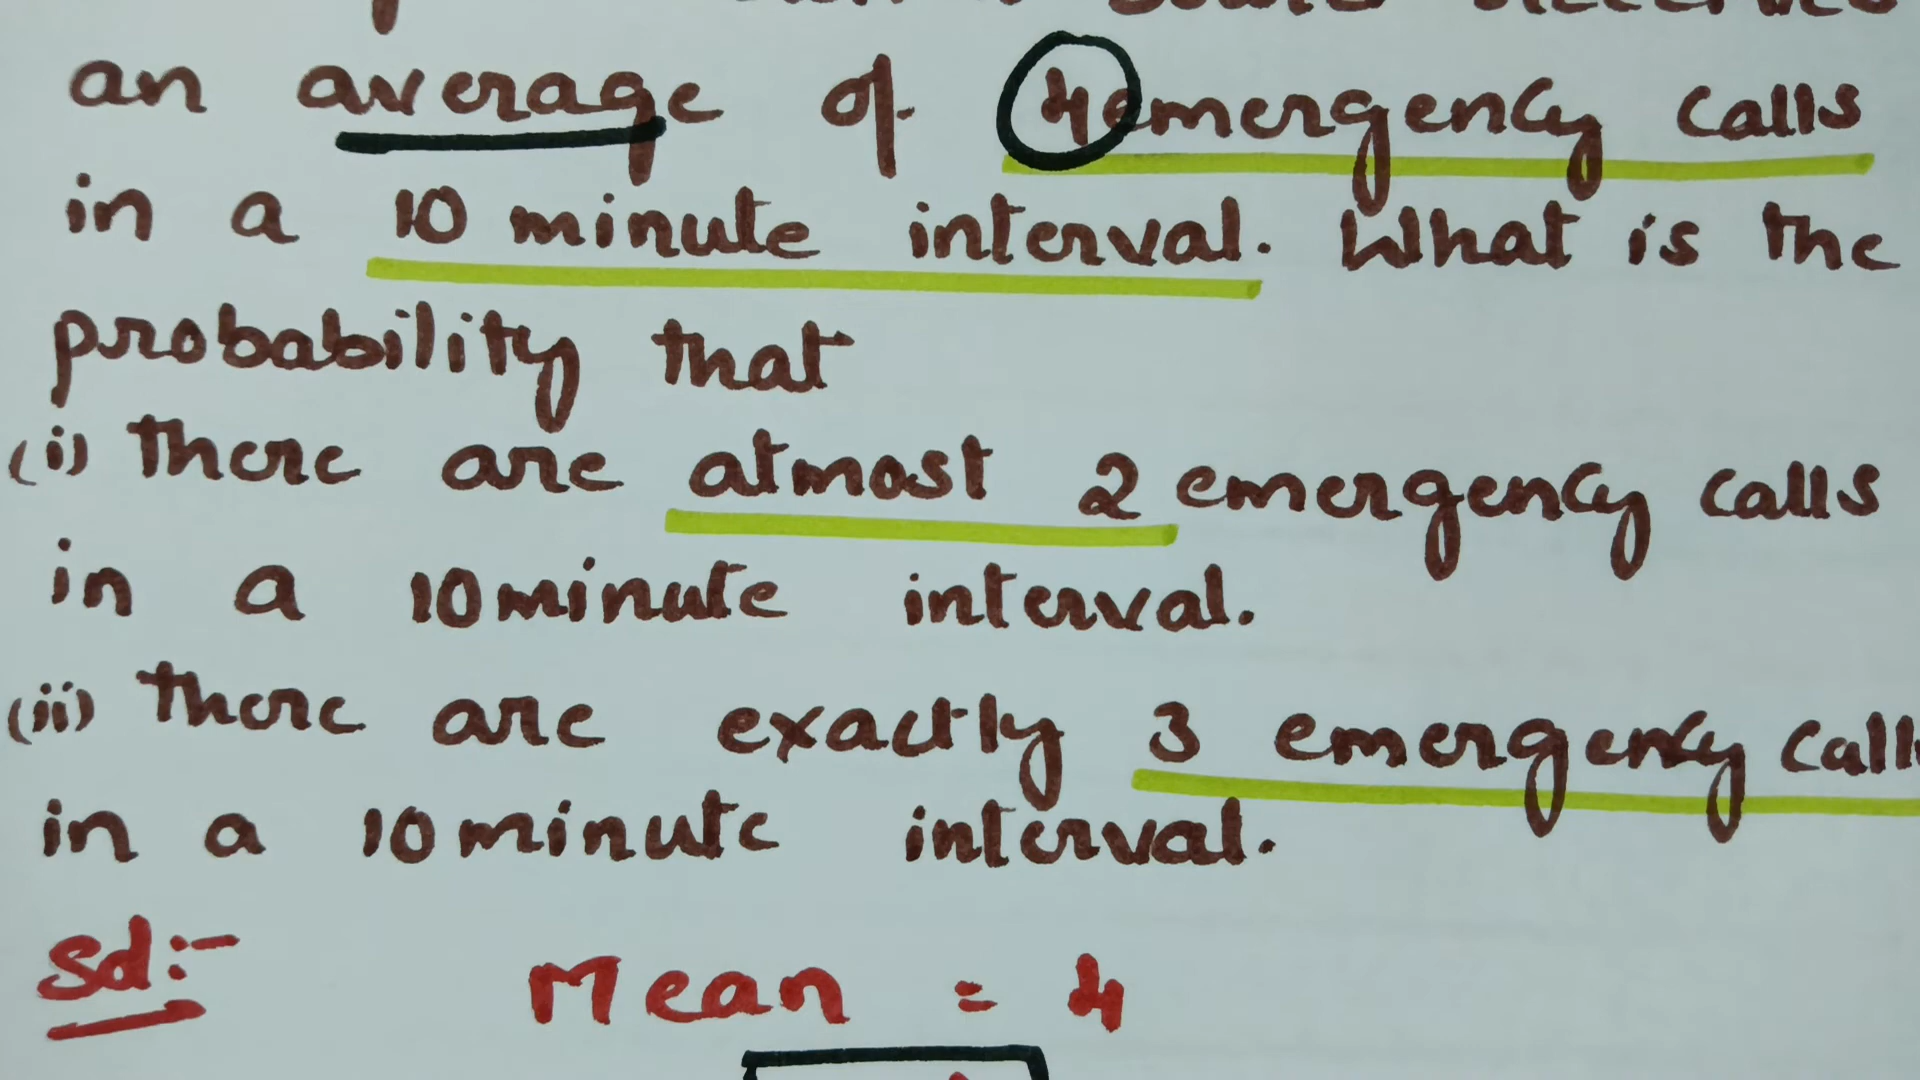 an average of 4 emergency calls
in a 10 minute interval. What is the
probability that
(i) there are atmost 2 emergency calls
in a 10 minute interval.
(ii) there are exactly 3 emergency calls
in a 10 minute interval.
Sol:-
Mean = 4